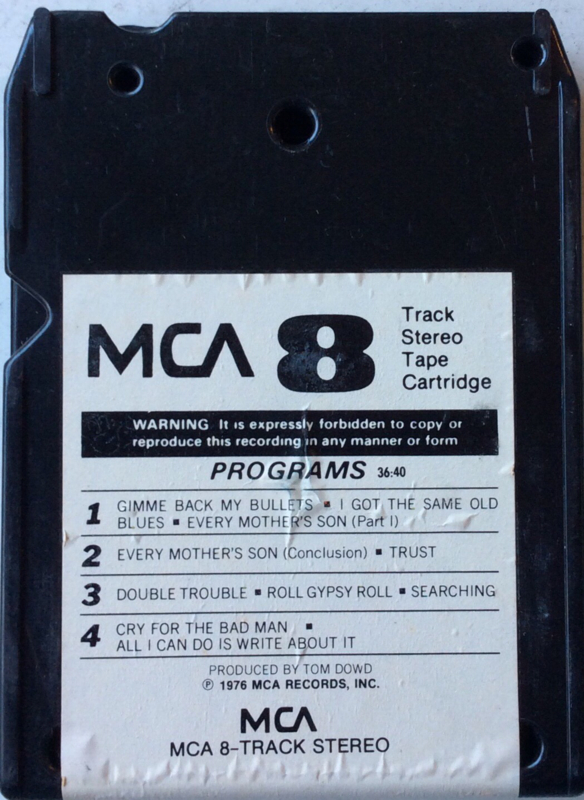 MCA 8 Track
Stereo
Tape
Cartridge
WARNING It is expressly forbidden to copy or
reproduce this recording in any manner or form
PROGRAMS 36:40
1 GIMME BACK MY BULLETS ▪ I GOT THE SAME OLD
BLUES ▪ EVERY MOTHER'S SON (Part I)
2 EVERY MOTHER'S SON (Conclusion) ▪ TRUST
3 DOUBLE TROUBLE ▪ ROLL GYPSY ROLL ▪ SEARCHING
4 CRY FOR THE BAD MAN ▪
ALL I CAN DO IS WRITE ABOUT IT
PRODUCED BY TOM DOWD
℗ 1976 MCA RECORDS, INC.
MCA
MCA 8-TRACK STEREO